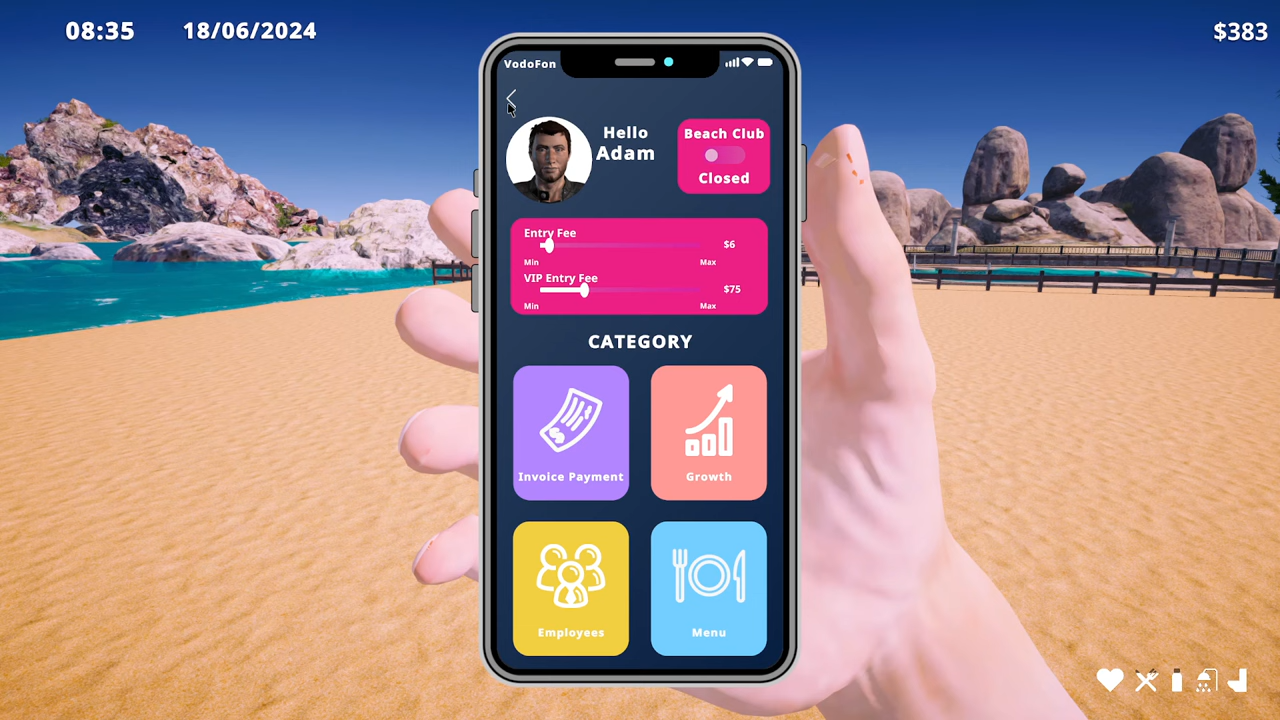 08:35 18/06/2024 $383
VodoFon
Hello
Adam
Beach Club
Closed
Entry Fee
$6
Min Max
VIP Entry Fee
$75
Min Max
CATEGORY
Invoice Payment
Growth
Employees
Menu